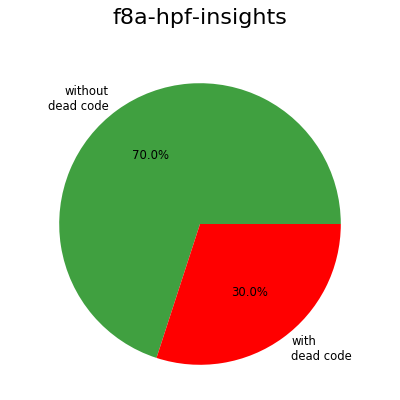 f8a-hpf-insights
without
dead code
70.0%
30.0%
with
dead code